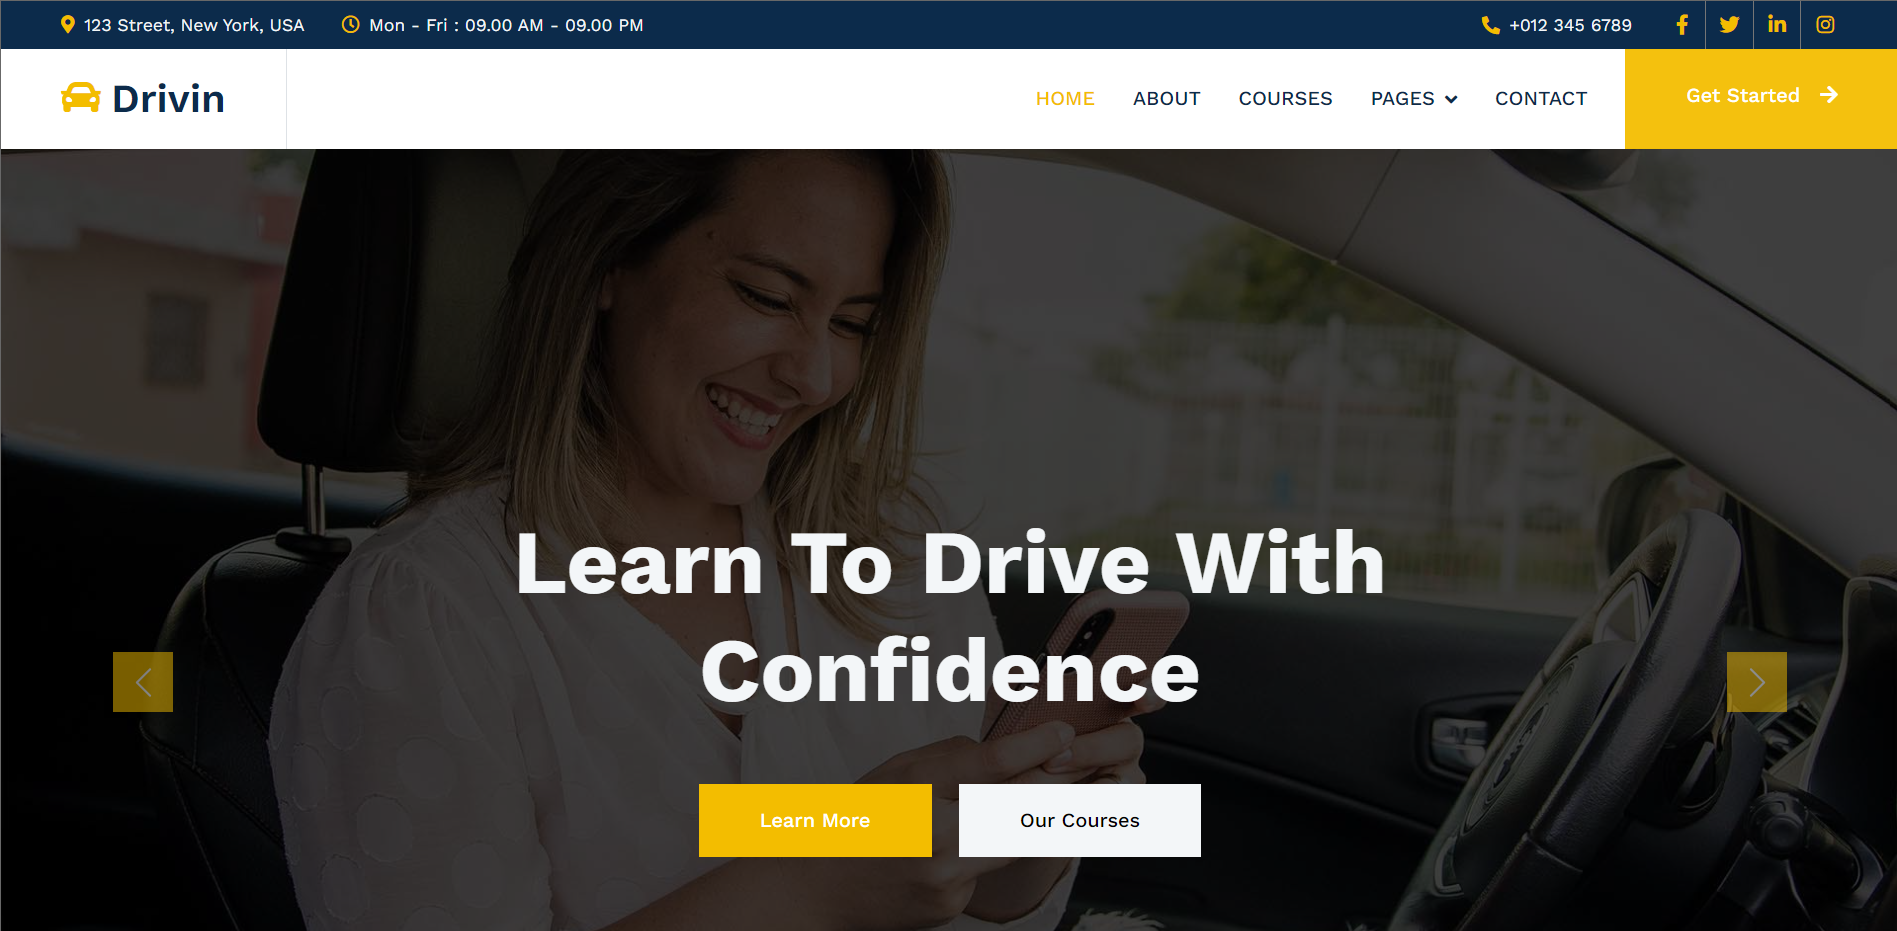 123 Street, New York, USA
Mon - Fri : 09.00 AM - 09.00 PM
+012 345 6789
Drivin
HOME
ABOUT
COURSES
PAGES
CONTACT
Get Started
Learn To Drive With
Confidence
Learn More
Our Courses